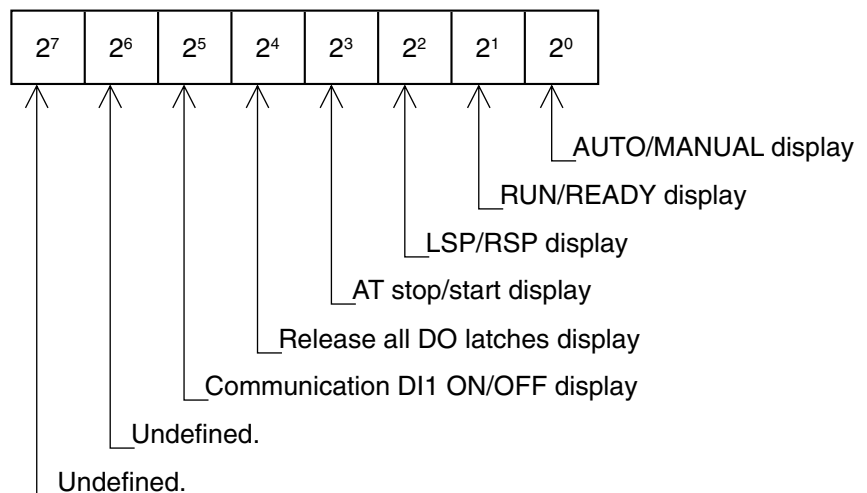 2⁷ 2⁶ 2⁵ 2⁴ 2³ 2² 2¹ 2⁰
AUTO/MANUAL display
RUN/READY display
LSP/RSP display
AT stop/start display
Release all DO latches display
Communication DI1 ON/OFF display
Undefined.
Undefined.